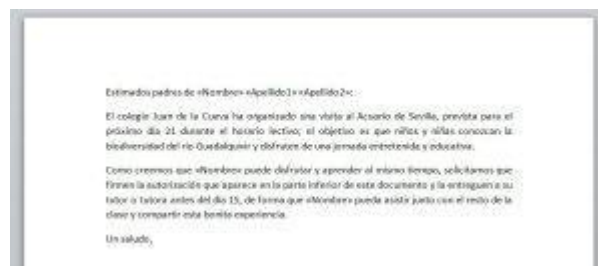 Estimados padres de «Nombre» «Apellido1» «Apellido2»:
El colegio Juan de la Cueva ha organizado una visita al Acuario de Sevilla, prevista para el
próximo día 21 durante el horario lectivo; el objetivo es que niños y niñas conozcan la
biodiversidad del río Guadalquivir y disfruten de una jornada entretenida y educativa.
Como creemos que «Nombre» puede disfrutar y aprender al mismo tiempo, solicitamos que
firmen la autorización que aparece en la parte inferior de este documento y la entreguen a su
tutor o tutora antes del día 15, de forma que «Nombre» pueda asistir junto con el resto de la
clase y compartir esta bonita experiencia.
Un saludo,